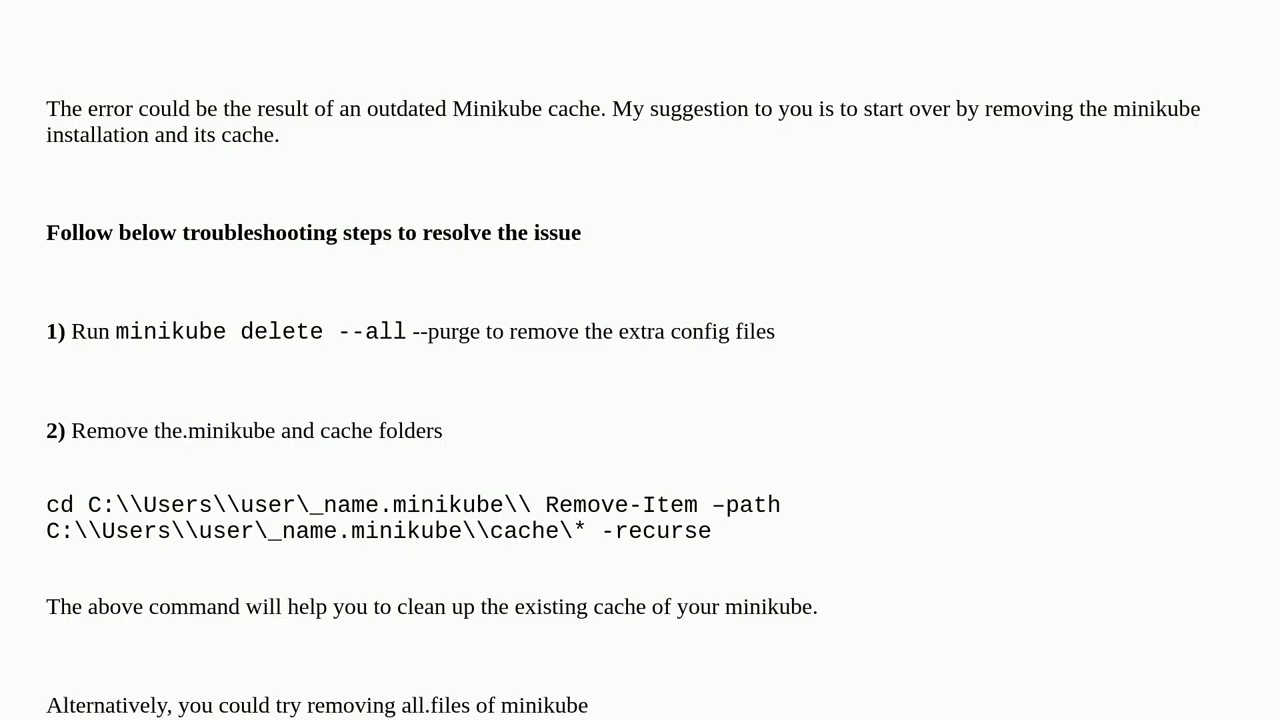 The error could be the result of an outdated Minikube cache. My suggestion to you is to start over by removing the minikube
installation and its cache.
Follow below troubleshooting steps to resolve the issue
1) Run minikube delete --all --purge to remove the extra config files
2) Remove the.minikube and cache folders
cd C:\\Users\\user\_name.minikube\\ Remove-Item –path
C:\\Users\\user\_name.minikube\\cache\* -recurse
The above command will help you to clean up the existing cache of your minikube.
Alternatively, you could try removing all.files of minikube